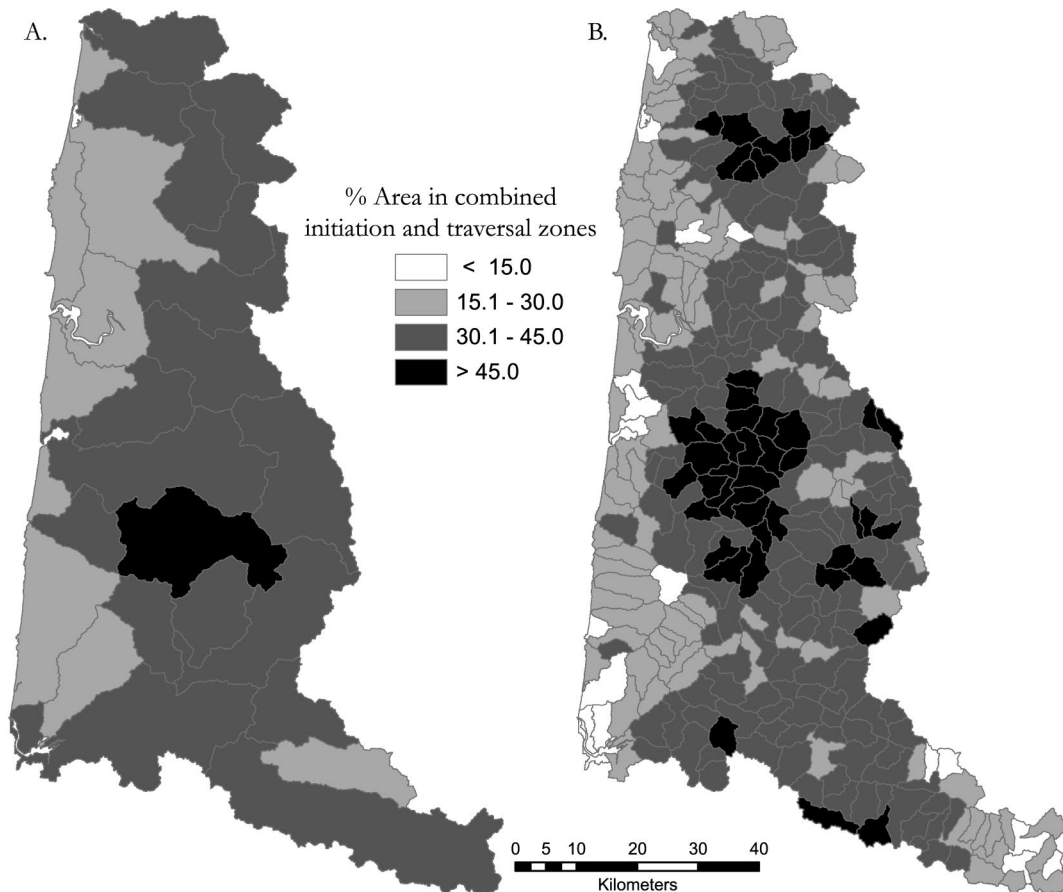 A.
B.
% Area in combined
initiation and traversal zones
< 15.0
15.1 - 30.0
30.1 - 45.0
> 45.0
0 5 10 20 30 40
Kilometers